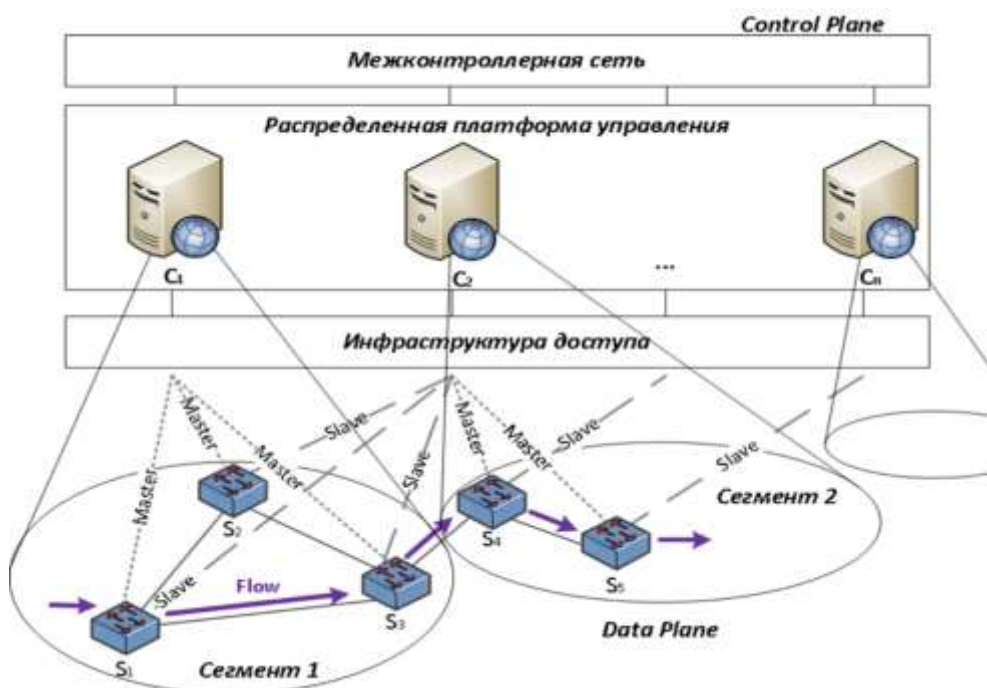 Control Plane
Межконтроллерная сеть
Распределенная платформа управления
C1
C2
...
Cn
Инфраструктура доступа
Master
Master
Master
Slave
Slave
Slave
Master
Master
Slave
Slave
S2
Сегмент 2
S4
S5
Flow
S3
S1
Data Plane
Сегмент 1